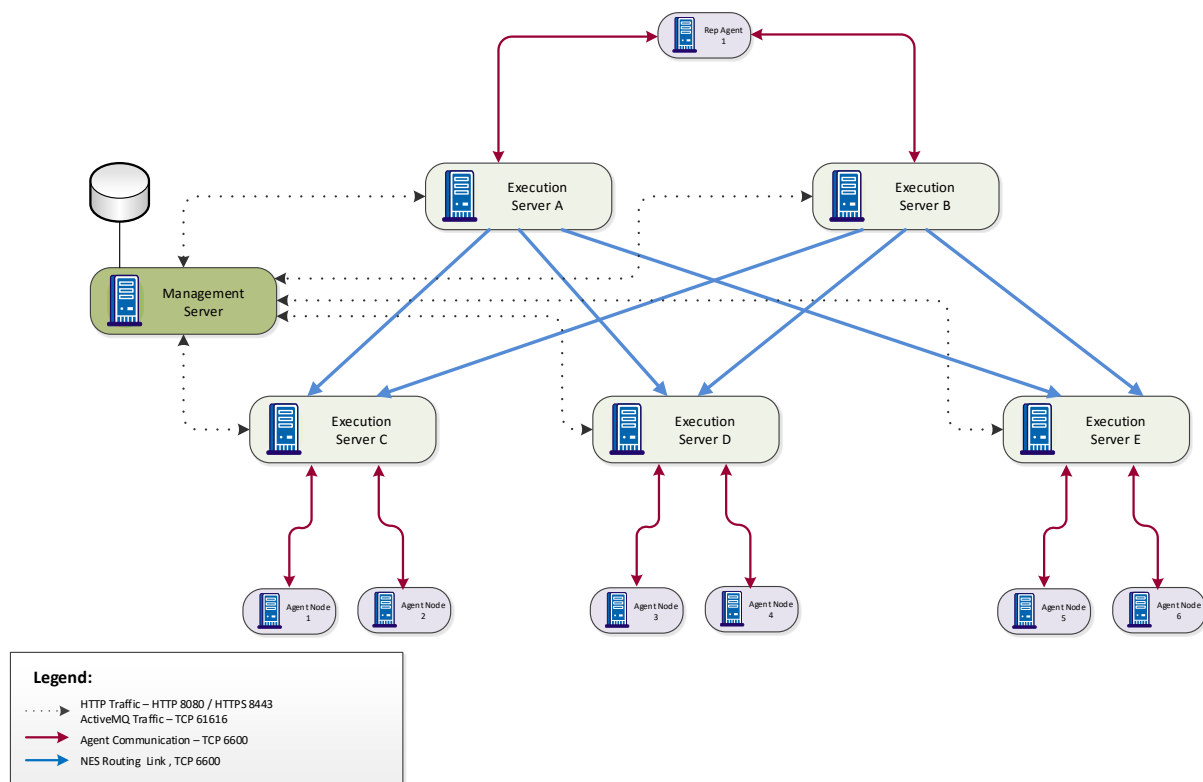 Rep Agent
1
Execution
Server A
Execution
Server B
Management
Server
Execution
Server C
Execution
Server D
Execution
Server E
Agent Node
1
Agent Node
2
Agent Node
3
Agent Node
4
Agent Node
5
Agent Node
6
Legend:
HTTP Traffic – HTTP 8080 / HTTPS 8443
ActiveMQ Traffic – TCP 61616
Agent Communication – TCP 6600
NES Routing Link , TCP 6600